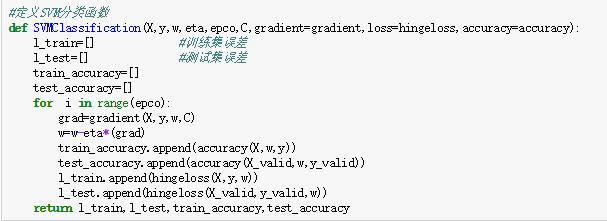 #定义SVM分类函数
def SVMClassification(X,y,w,eta,epco,C,gradient=gradient,loss=hingeloss,accuracy=accuracy):
    l_train=[]             #训练集误差
    l_test=[]              #测试集误差
    train_accuracy=[]
    test_accuracy=[]
    for  i in range(epco):
        grad=gradient(X,y,w,C)
        w=w-eta*(grad)
        train_accuracy.append(accuracy(X,w,y))
        test_accuracy.append(accuracy(X_valid,w,y_valid))
        l_train.append(hingeloss(X,y,w))
        l_test.append(hingeloss(X_valid,y_valid,w))
    return l_train,l_test,train_accuracy,test_accuracy